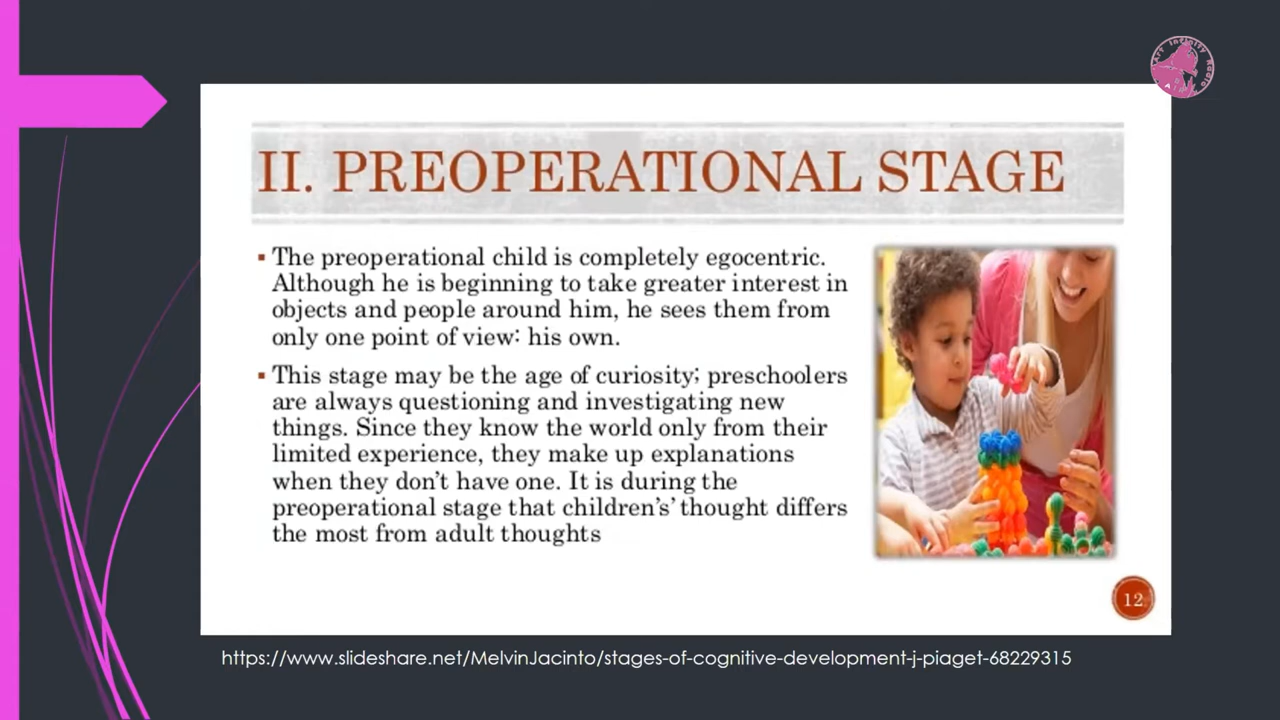 II. PREOPERATIONAL STAGE
The preoperational child is completely egocentric.
Although he is beginning to take greater interest in
objects and people around him, he sees them from
only one point of view: his own.
This stage may be the age of curiosity; preschoolers
are always questioning and investigating new
things. Since they know the world only from their
limited experience, they make up explanations
when they don't have one. It is during the
preoperational stage that children's' thought differs
the most from adult thoughts
12
https://www.slideshare.net/MelvinJacinto/stages-of-cognitive-development-j-piaget-68229315